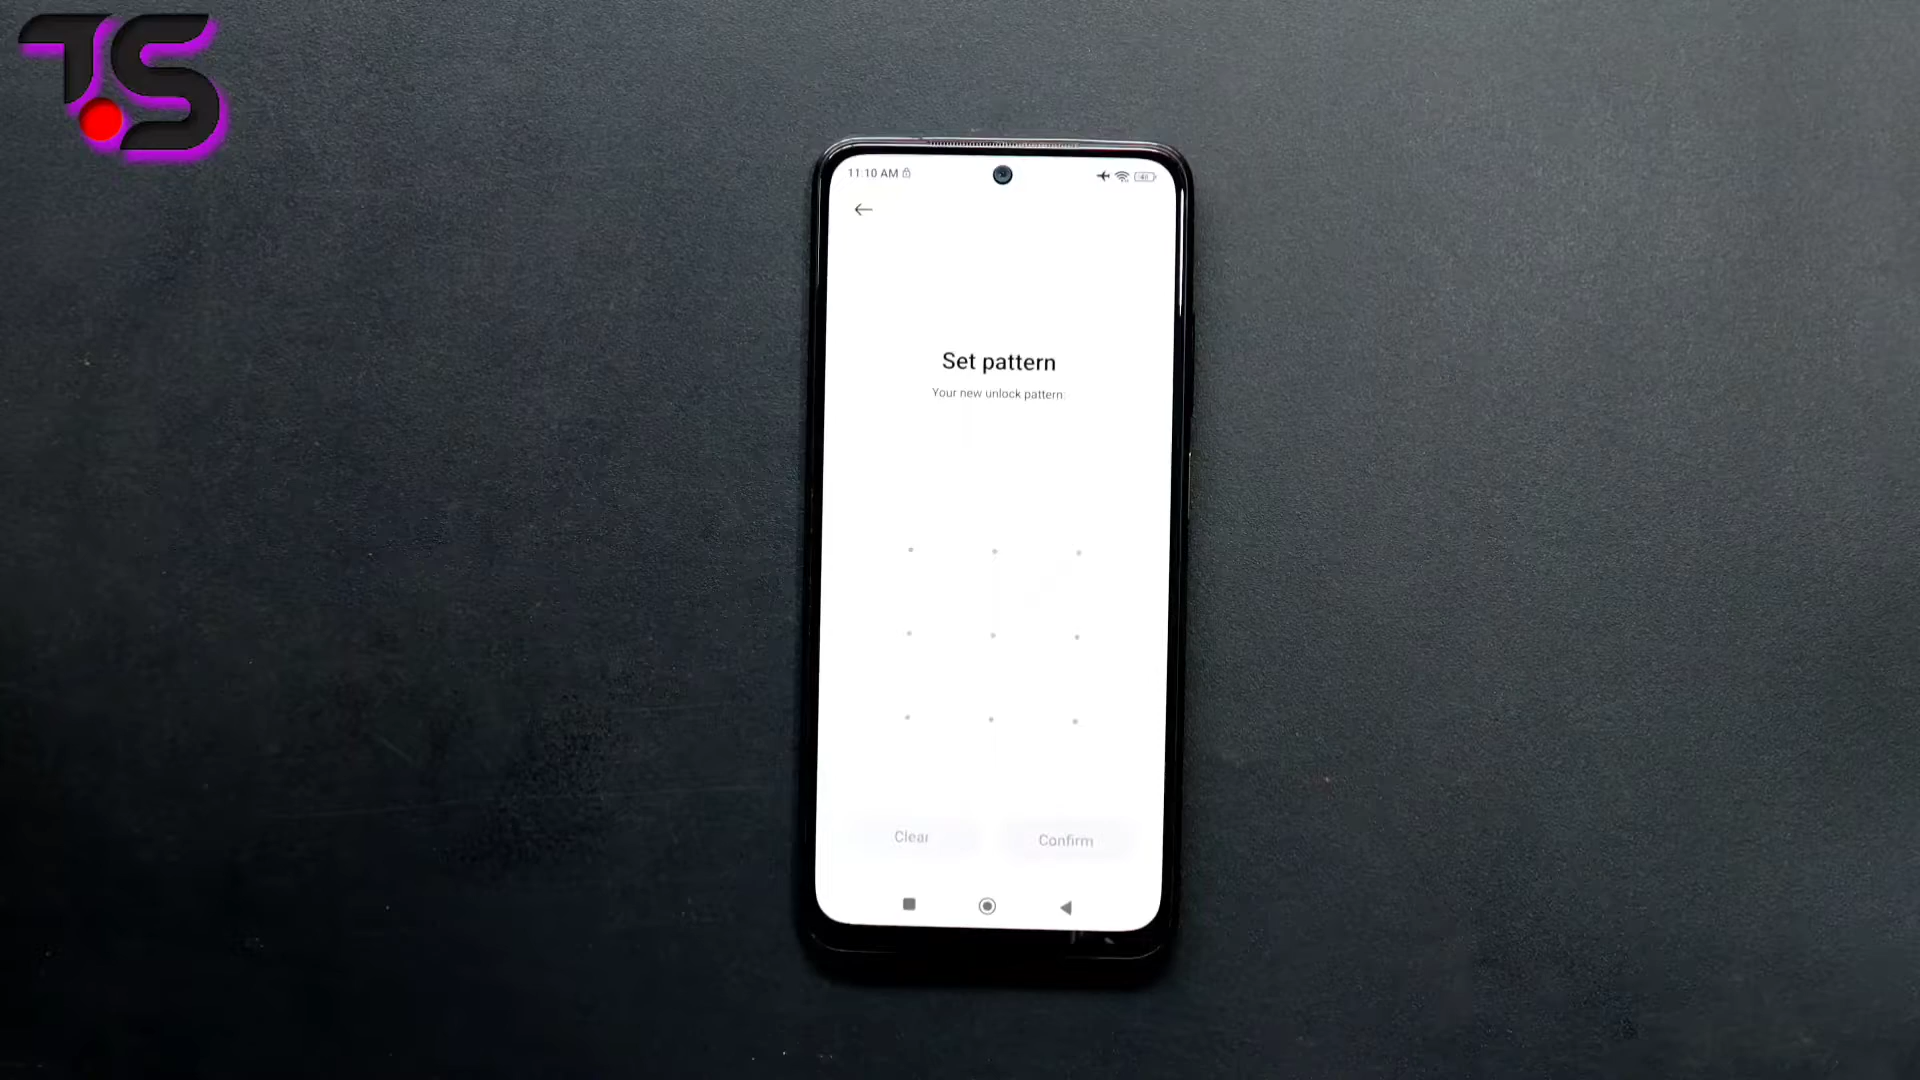 TS
11:10 AM
Set pattern
Your new unlock pattern:
Clear
Confirm